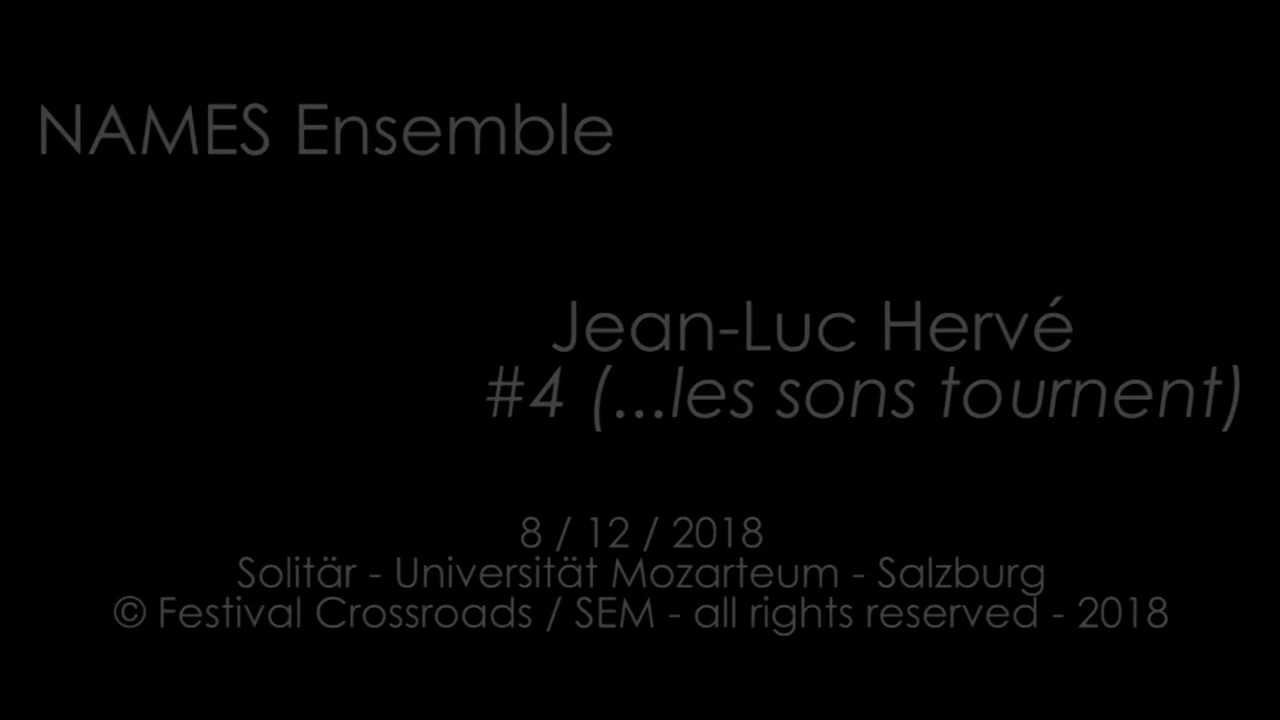 NAMES Ensemble
Jean-Luc Hervé
#4 (...les sons tournent)
8 / 12 / 2018
Solitär - Universität Mozarteum - Salzburg
© Festival Crossroads / SEM - all rights reserved - 2018